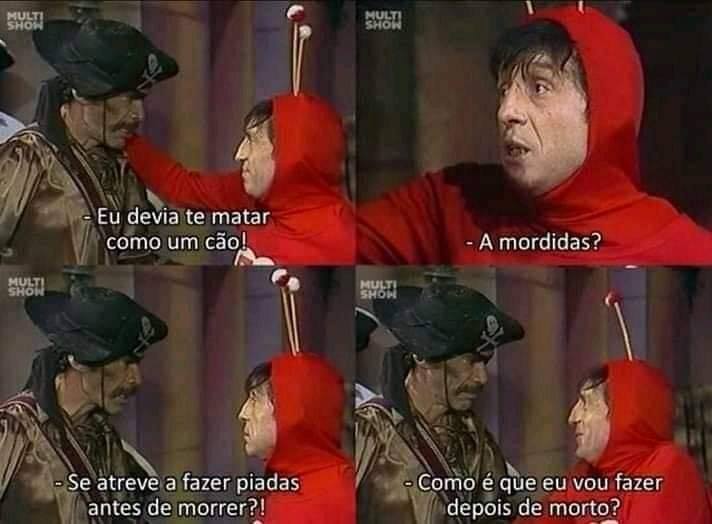 MULTI
SHOW
- Eu devia te matar
como um cão!
MULTI
SHOW
- A mordidas?
MULTI
SHOW
- Se atreve a fazer piadas
antes de morrer?!
MULTI
SHOW
- Como é que eu vou fazer
depois de morto?